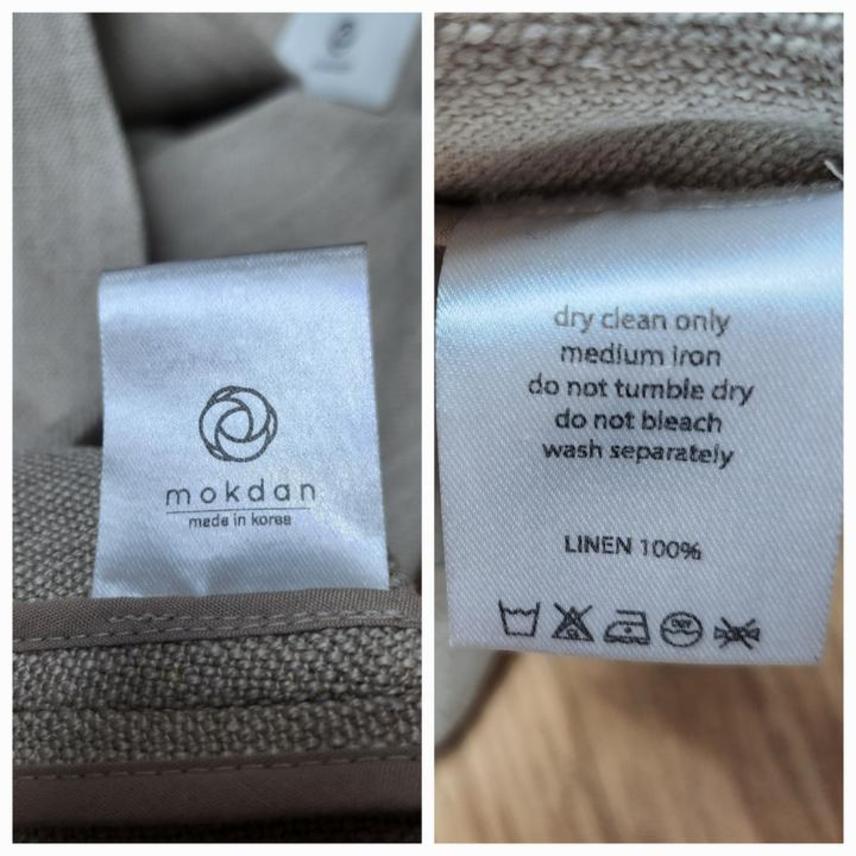 mokdan
made in korea
dry clean only
medium iron
do not tumble dry
do not bleach
wash separately
LINEN 100%
DRY